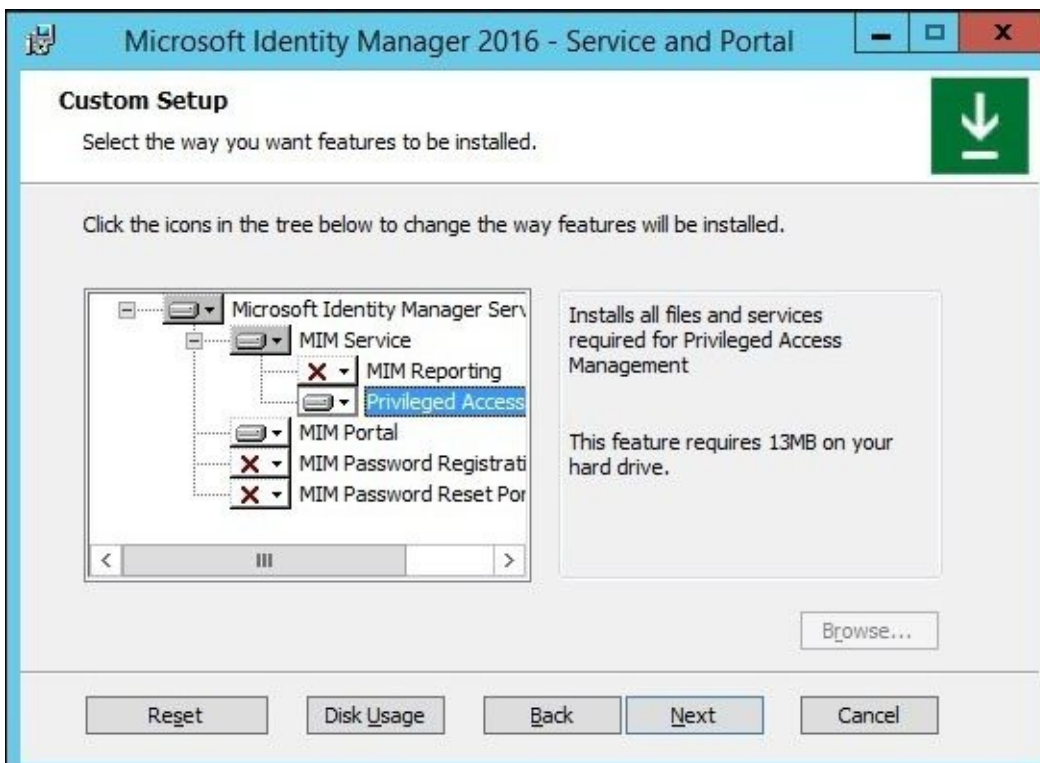 Microsoft Identity Manager 2016 - Service and Portal
Custom Setup
Select the way you want features to be installed.
Click the icons in the tree below to change the way features will be installed.
Microsoft Identity Manager Serv
MIM Service
MIM Reporting
Privileged Access
MIM Portal
MIM Password Registrati
MIM Password Reset Por
Installs all files and services
required for Privileged Access
Management
This feature requires 13MB on your
hard drive.
Browse...
Reset
Disk Usage
Back
Next
Cancel